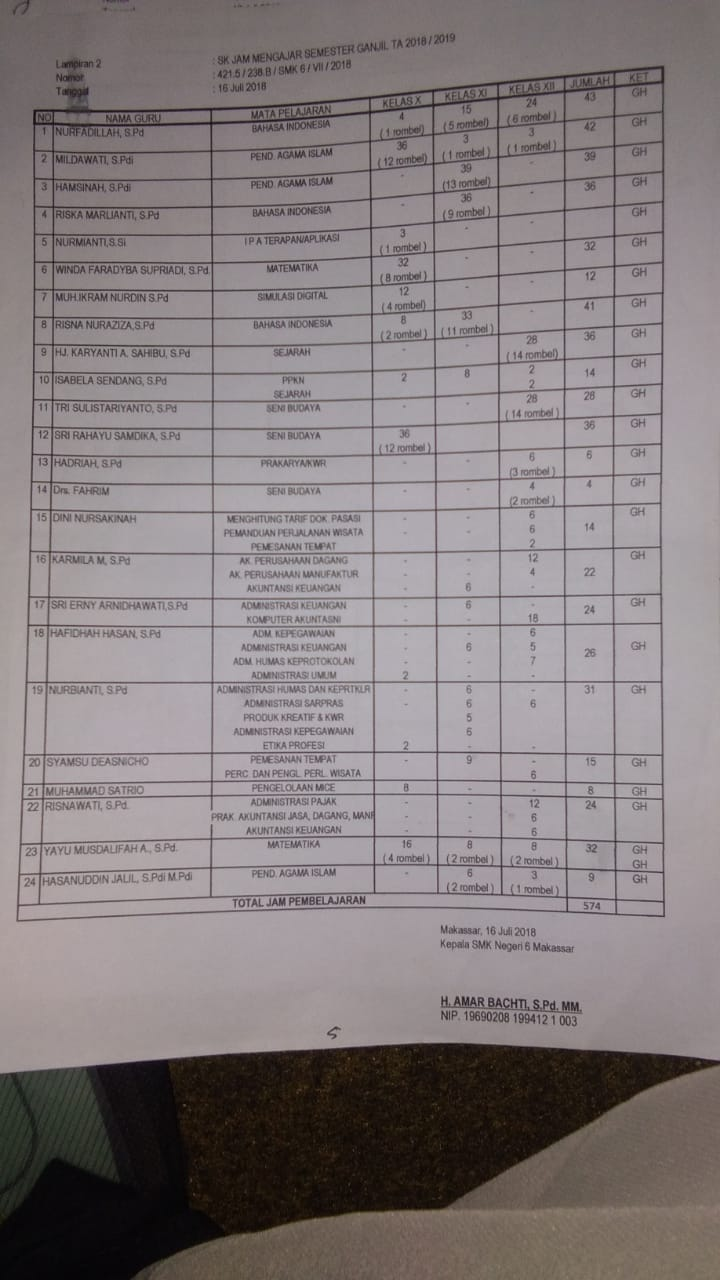 Lampiran 2 : SK JAM MENGAJAR SEMESTER GANJIL TA 2018 / 2019
Nomor : 421.5 / 238.B / SMK 6 / VII / 2018
Tanggal : 16 Juli 2018
NO NAMA GURU MATA PELAJARAN KELAS X KELAS XI KELAS XII JUMLAH KET
1 NURFADILLAH, S.Pd BAHASA INDONESIA 4 15 24 43 GH
( 1 rombel ) ( 5 rombel ) ( 6 rombel )
2 MILDAWATI, S.Pdi PEND. AGAMA ISLAM 36 3 3 42 GH
( 12 rombel) ( 1 rombel ) ( 1 rombel )
3 HAMSINAH, S.Pdi PEND. AGAMA ISLAM - 39 - 39 GH
(13 rombel)
4 RISKA MARLIANTI, S.Pd BAHASA INDONESIA - 36 - 36 GH
( 9 rombel )
5 NURMIANTI,S.Si I P A TERAPAN/APLIKASI 3 - - GH
( 1 rombel )
6 WINDA FARADYBA SUPRIADI, S.Pd. MATEMATIKA 32 - - 32 GH
( 8 rombel )
7 MUH.IKRAM NURDIN S.Pd SIMULASI DIGITAL 12 - - 12 GH
( 4 rombel)
8 RISNA NURAZIZA,S.Pd BAHASA INDONESIA 8 33 - 41 GH
( 2 rombel ) ( 11 rombel )
9 HJ. KARYANTI A. SAHIBU, S.Pd SEJARAH - - 28 36 GH
( 14 rombel)
10 ISABELA SENDANG, S.Pd PPKN 2 8 2 14 GH
SEJARAH 2
11 TRI SULISTARIYANTO, S.Pd SENI BUDAYA - - 28 28 GH
( 14 rombel )
12 SRI RAHAYU SAMDIKA, S.Pd SENI BUDAYA 36 36 GH
( 12 rombel )
13 HADRIAH, S.Pd PRAKARYA/KWR - - 6 6 GH
(3 rombel )
14 Drs. FAHRIM SENI BUDAYA - - 4 4 GH
(2 rombel )
15 DINI NURSAKINAH MENGHITUNG TARIF DOK. PASASI - - 6 14 GH
PEMANDUAN PERJALANAN WISATA - - 6
PEMESANAN TEMPAT - - 2
16 KARMILA M, S.Pd AK. PERUSAHAAN DAGANG - - 12 22 GH
AK. PERUSAHAAN MANUFAKTUR - - 4
AKUNTANSI KEUANGAN - 6
17 SRI ERNY ARNIDHAWATI,S.Pd ADMINISTRASI KEUANGAN - 6 - 24 GH
KOMPUTER AKUNTASNI - 18
18 HAFIDHAH HASAN, S.Pd ADM. KEPEGAWAIAN - - 6 26 GH
ADMINISTRASI KEUANGAN - 6 5
ADM. HUMAS KEPROTOKOLAN - - 7
ADMINISTRASI UMUM 2 - -
19 NURBIANTI, S.Pd ADMINISTRASI HUMAS DAN KEPRTKLR - 6 - 31 GH
ADMINISTRASI SARPRAS - 6 6
PRODUK KREATIF & KWR 5
ADMINISTRASI KEPEGAWAIAN 6
ETIKA PROFESI 2 - -
20 SYAMSU DEASNICHO PEMESANAN TEMPAT - 9 - 15 GH
PERC. DAN PENGL. PERL. WISATA 6
21 MUHAMMAD SATRIO PENGELOLAAN MICE 8 - - 8 GH
22 RISNAWATI, S.Pd. ADMINISTRASI PAJAK - - 12 24 GH
PRAK. AKUNTANSI JASA, DAGANG, MANF - - 6
AKUNTANSI KEUANGAN - - 6
23 YAYU MUSDALIFAH A., S.Pd. MATEMATIKA 16 8 8 32 GH
( 4 rombel ) ( 2 rombel ) ( 2 rombel ) GH
24 HASANUDDIN JALIL, S.Pdi M.Pdi PEND. AGAMA ISLAM - 6 3 9 GH
( 2 rombel ) ( 1 rombel )
TOTAL JAM PEMBELAJARAN 574
Makassar, 16 Juli 2018
Kepala SMK Negeri 6 Makassar
H. AMAR BACHTI, S.Pd. MM.
NIP. 19690208 199412 1 003
5